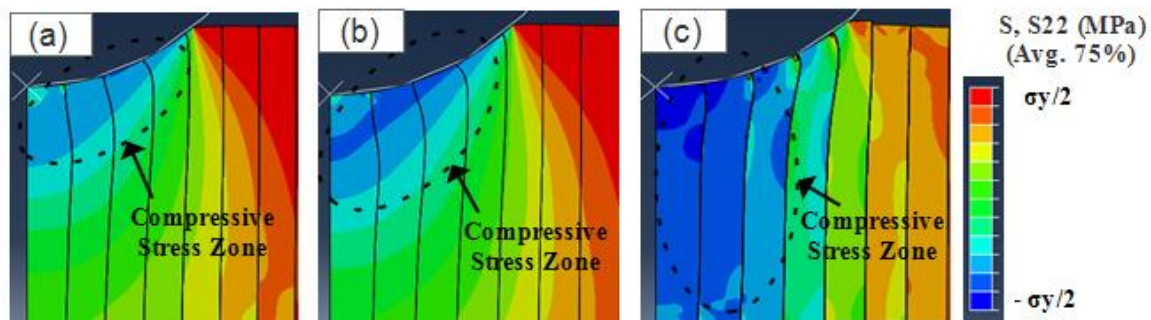 (a)
(b)
(c)
S, S22 (MPa)
(Avg. 75%)
σy/2
- σy/2
Compressive
Stress Zone
Compressive
Stress Zone
Compressive
Stress Zone